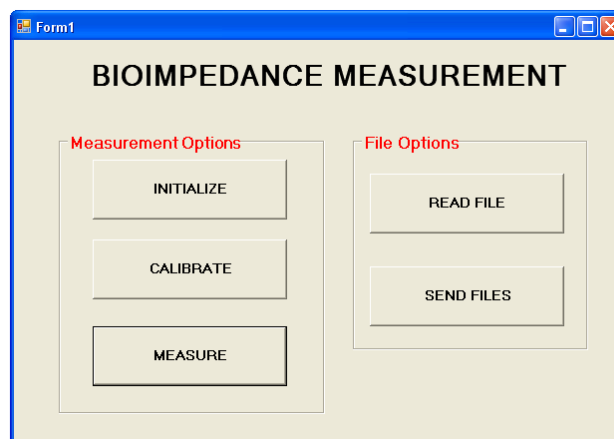 Form1
BIOIMPEDANCE MEASUREMENT
Measurement Options
INITIALIZE
CALIBRATE
MEASURE
File Options
READ FILE
SEND FILES